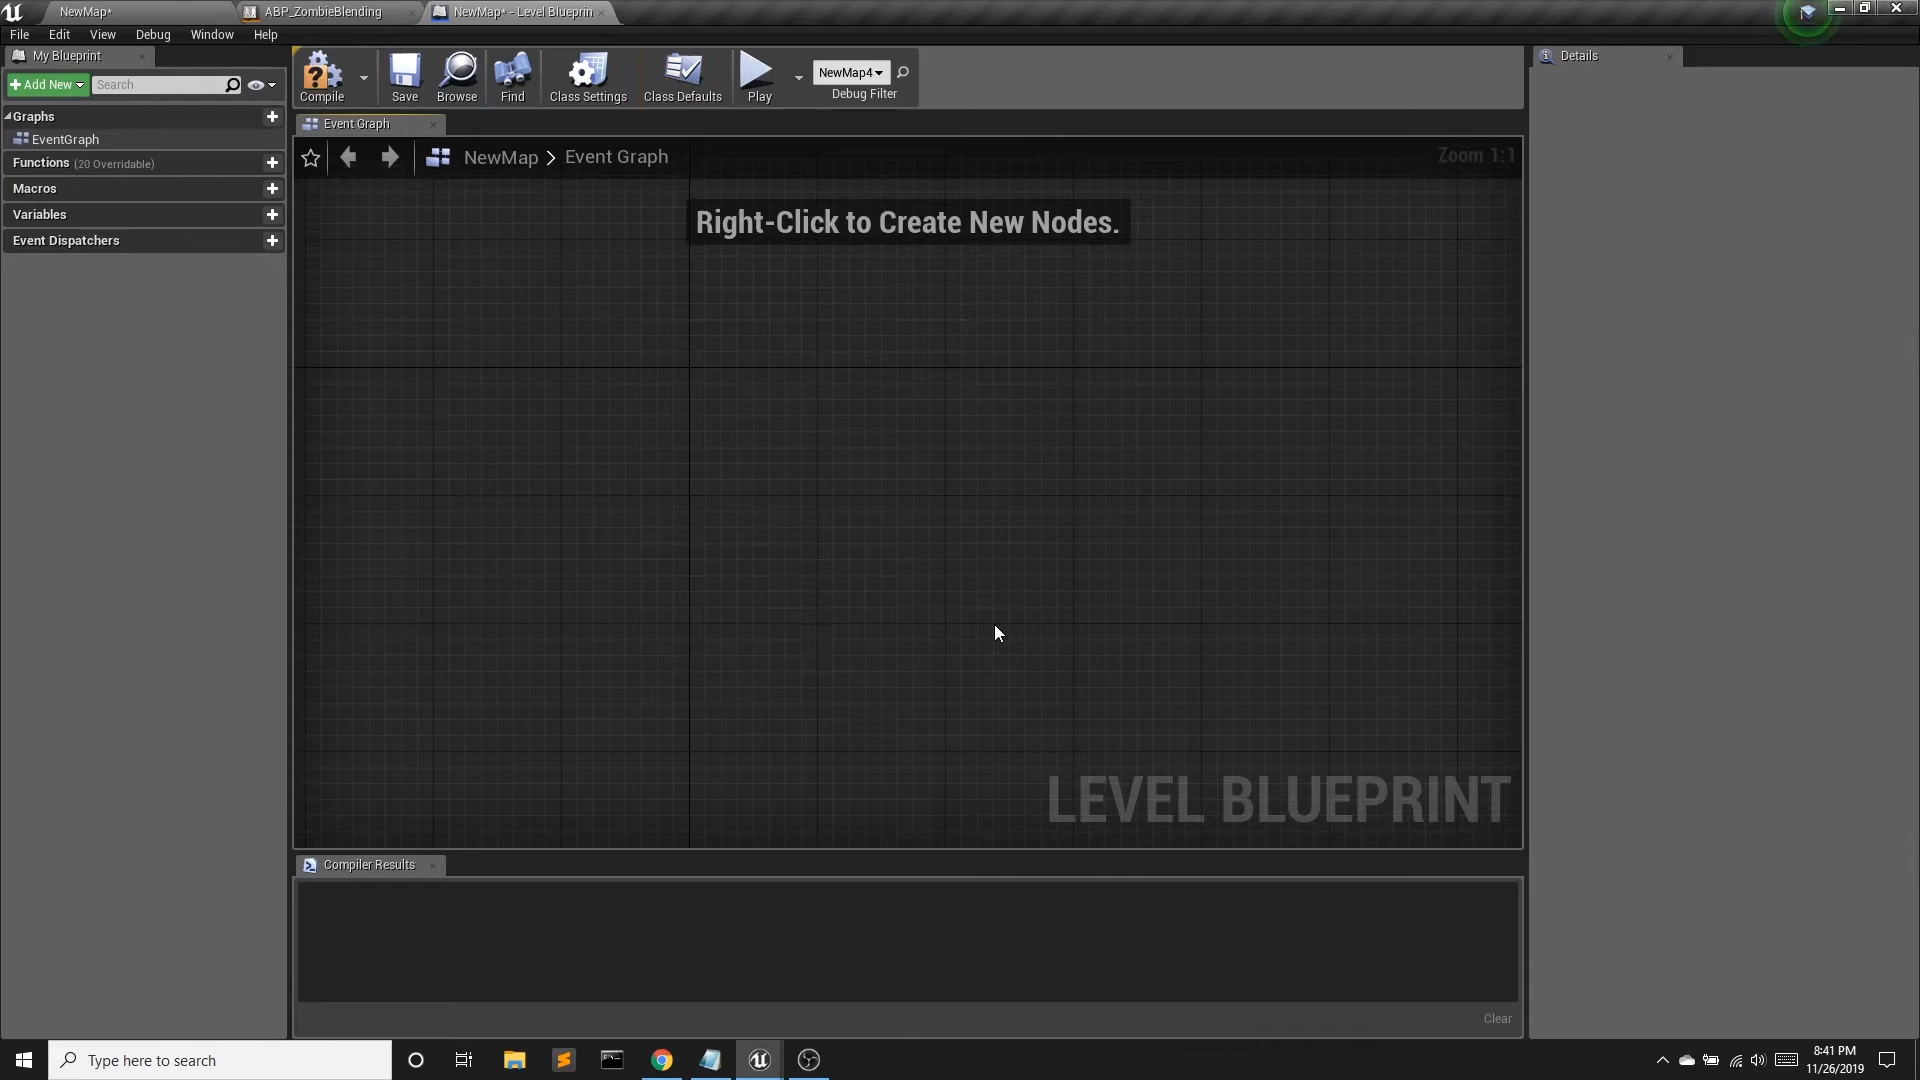 NewMap*
ABP_ZombieBlending
NewMap* - Level Blueprin
File Edit View Debug Window Help
My Blueprint
Add New
Search
Graphs
EventGraph
Functions (20 Overridable)
Macros
Variables
Event Dispatchers
Compile
Save
Browse
Find
Class Settings
Class Defaults
Play
NewMap4
Debug Filter
Details
Event Graph
NewMap > Event Graph
Zoom 1:1
Right-Click to Create New Nodes.
LEVEL BLUEPRINT
Compiler Results
Clear
Type here to search
8:41 PM
11/26/2019